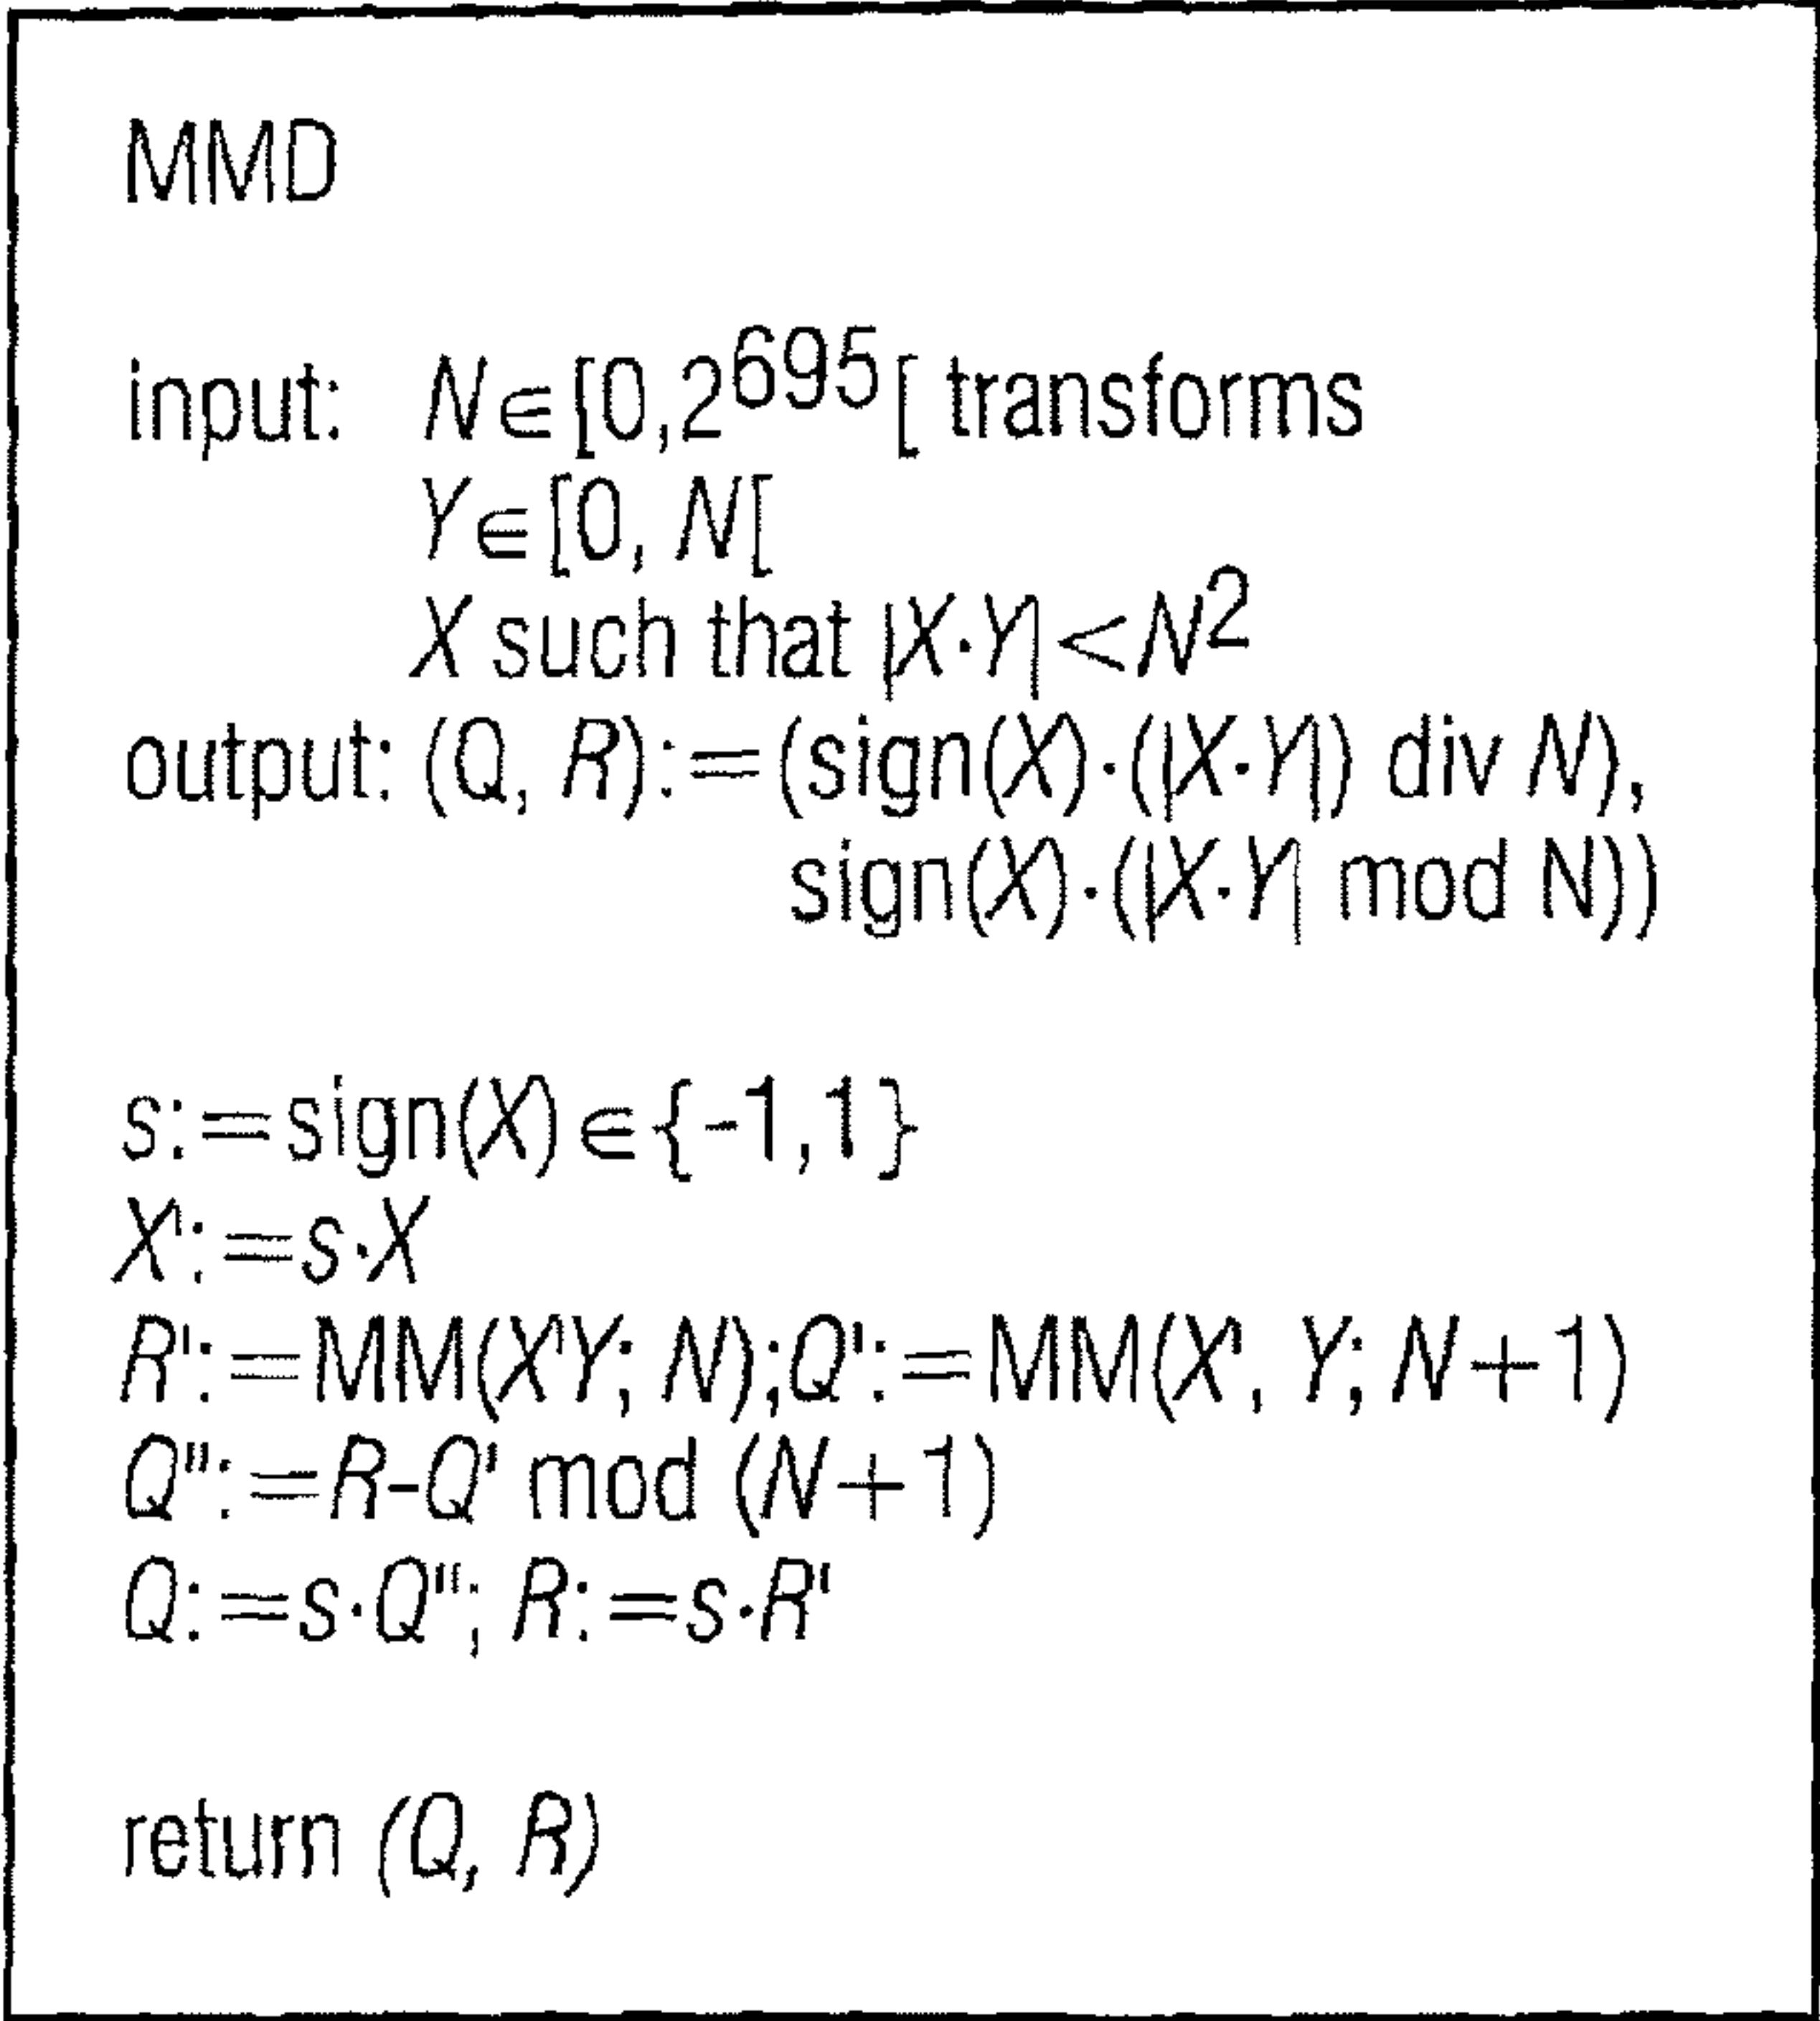 MMD
input: N∈[0,2^695[ transforms
Y∈[0, N[
X such that |X·Y|<N^2
output: (Q, R):=(sign(X)·(|X·Y|) div N),
sign(X)·(|X·Y| mod N))
s:=sign(X)∈{-1,1}
X':=s·X
R':=MM(X'Y; N);Q':=MM(X', Y; N+1)
Q'':=R-Q' mod (N+1)
Q:=s·Q''; R:=s·R'
return (Q, R)